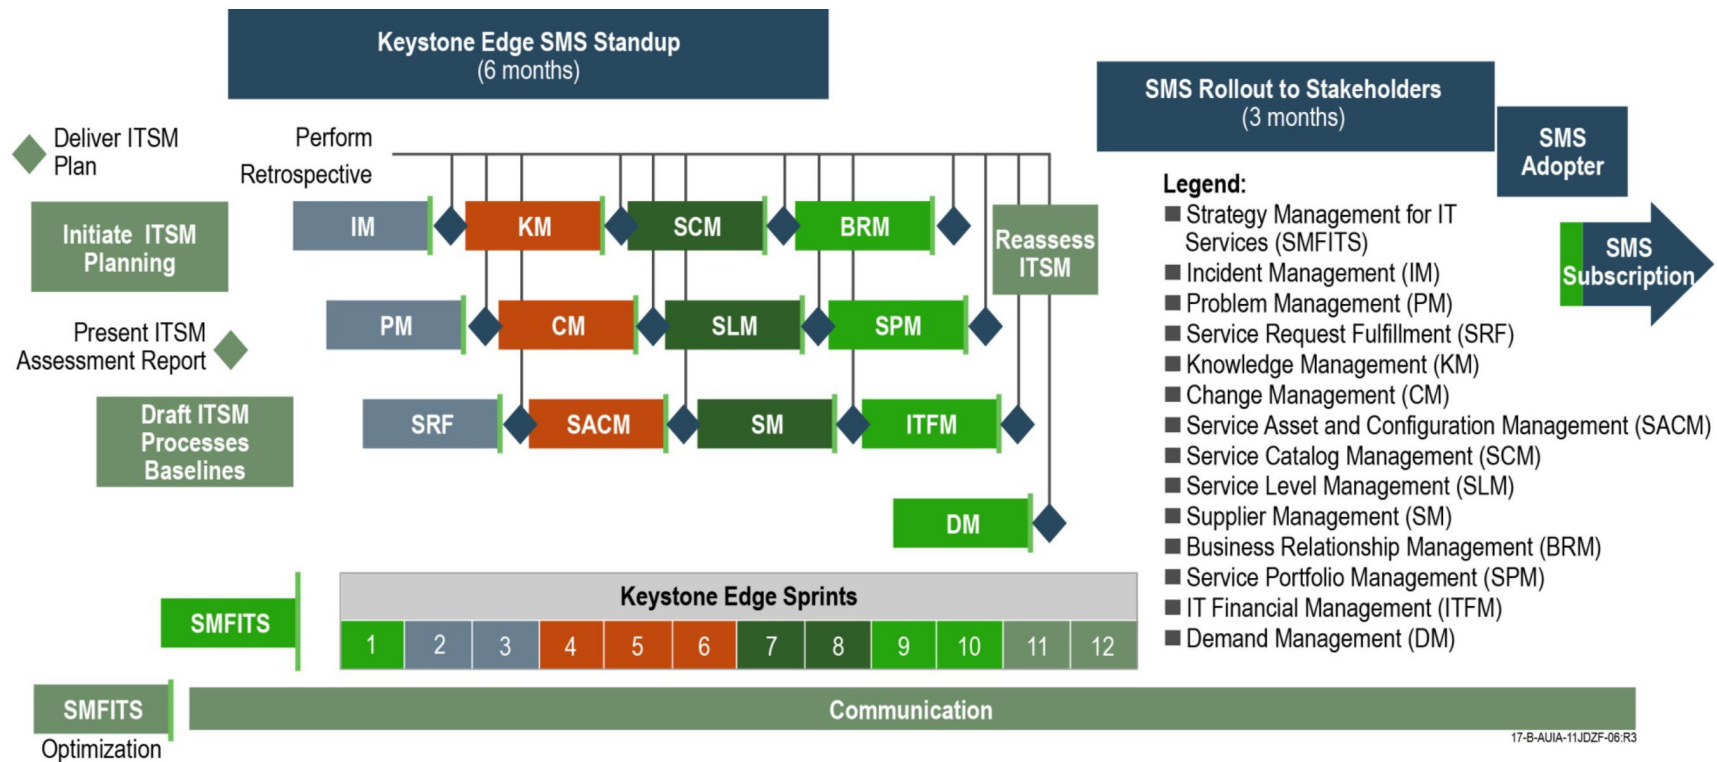 Keystone Edge SMS Standup
(6 months)
SMS Rollout to Stakeholders
(3 months)
SMS
Adopter
SMS
Subscription
Deliver ITSM
Plan
Initiate ITSM
Planning
Present ITSM
Assessment Report
Draft ITSM
Processes
Baselines
Perform
Retrospective
IM
KM
SCM
BRM
Reassess
ITSM
PM
CM
SLM
SPM
SRF
SACM
SM
ITFM
DM
SMFITS
Keystone Edge Sprints
1 2 3 4 5 6 7 8 9 10 11 12
SMFITS
Optimization
Communication
Legend:
Strategy Management for IT
Services (SMFITS)
Incident Management (IM)
Problem Management (PM)
Service Request Fulfillment (SRF)
Knowledge Management (KM)
Change Management (CM)
Service Asset and Configuration Management (SACM)
Service Catalog Management (SCM)
Service Level Management (SLM)
Supplier Management (SM)
Business Relationship Management (BRM)
Service Portfolio Management (SPM)
IT Financial Management (ITFM)
Demand Management (DM)
17-B-AUIA-11JDZF-06:R3